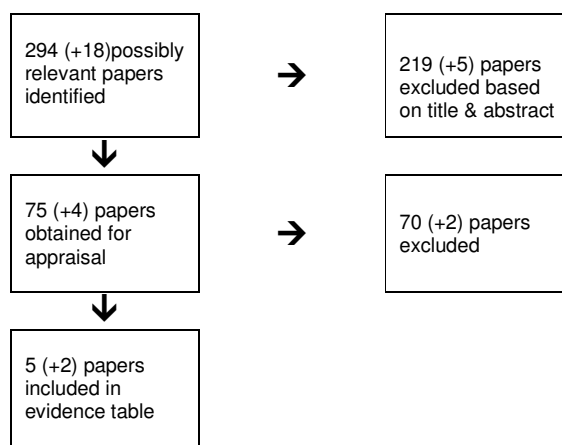 294 (+18)possibly
relevant papers
identified
219 (+5) papers
excluded based
on title & abstract
75 (+4) papers
obtained for
appraisal
70 (+2) papers
excluded
5 (+2) papers
included in
evidence table